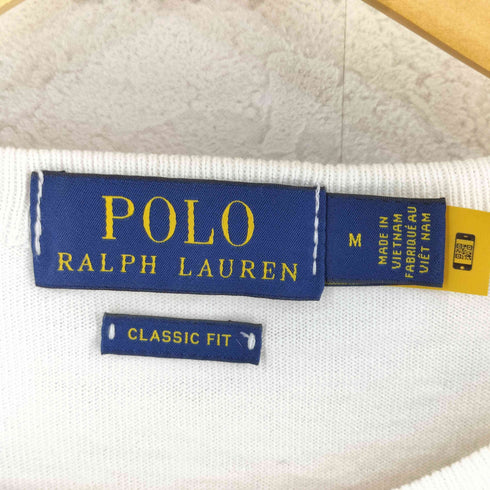 POLO
RALPH LAUREN
M
MADE IN
VIETNAM
FABRIQUÉ AU
VIÊT NAM
CLASSIC FIT